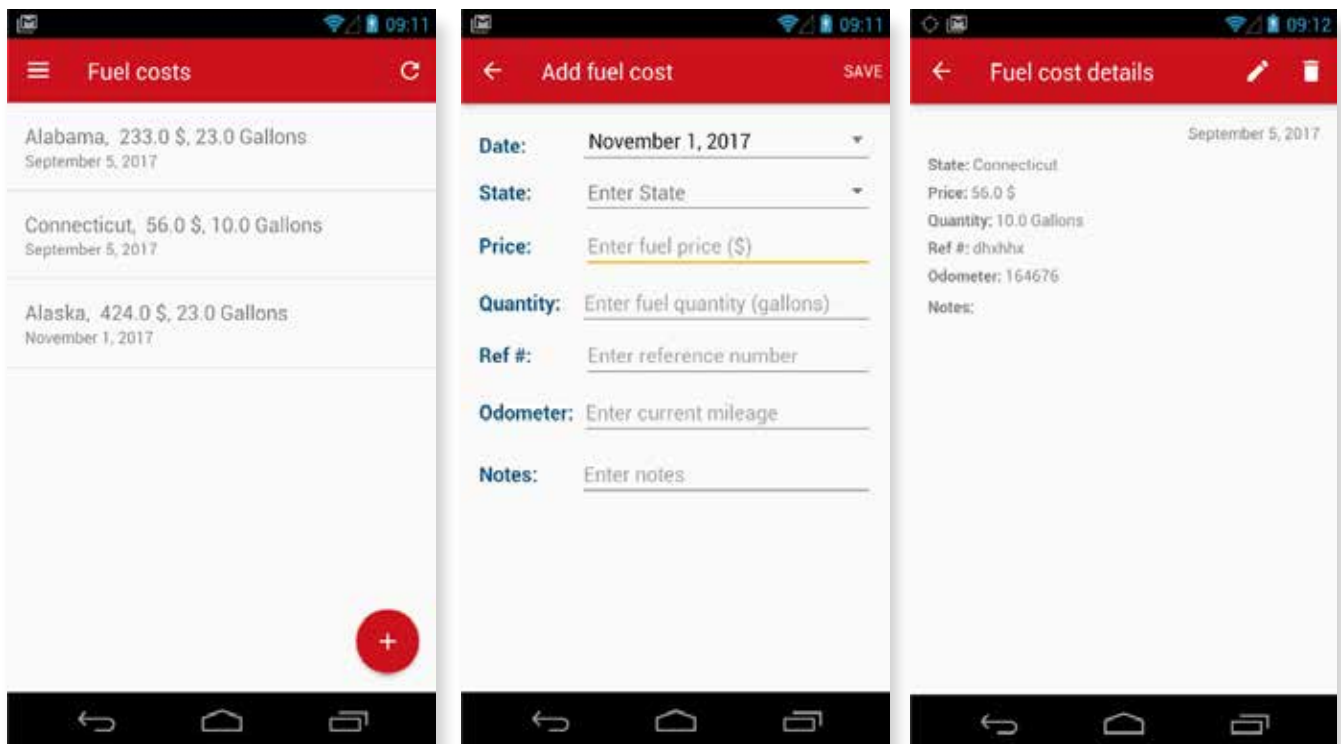 09:11
Fuel costs
Alabama, 233.0 $, 23.0 Gallons
September 5, 2017
Connecticut, 56.0 $, 10.0 Gallons
September 5, 2017
Alaska, 424.0 $, 23.0 Gallons
November 1, 2017
+
09:11
Add fuel cost SAVE
Date: November 1, 2017
State: Enter State
Price: Enter fuel price ($)
Quantity: Enter fuel quantity (gallons)
Ref #: Enter reference number
Odometer: Enter current mileage
Notes: Enter notes
09:12
Fuel cost details
September 5, 2017
State: Connecticut
Price: 56.0 $
Quantity: 10.0 Gallons
Ref #: dhxhhx
Odometer: 164676
Notes: